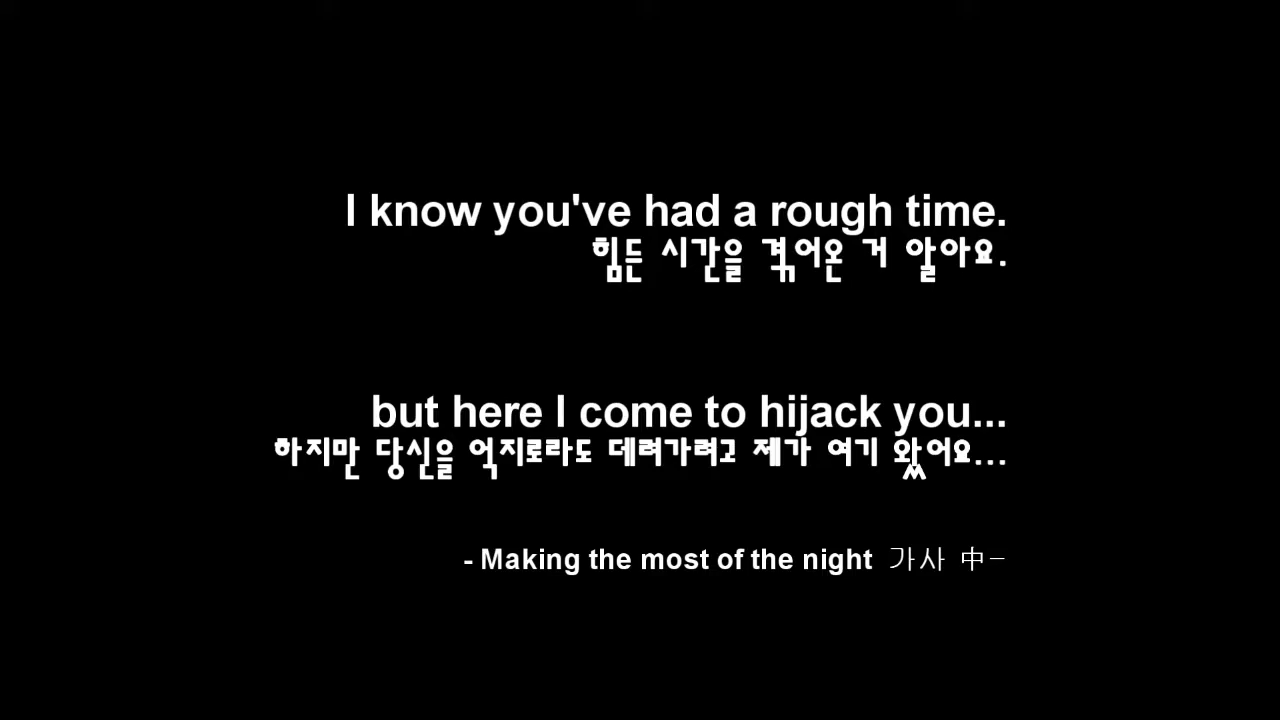 I know you've had a rough time.
힘든 시간을 겪어온 거 알아요.
but here I come to hijack you...
하지만 당신을 억지로라도 데려가려고 제가 여기 왔어요...
- Making the most of the night 가사 中-